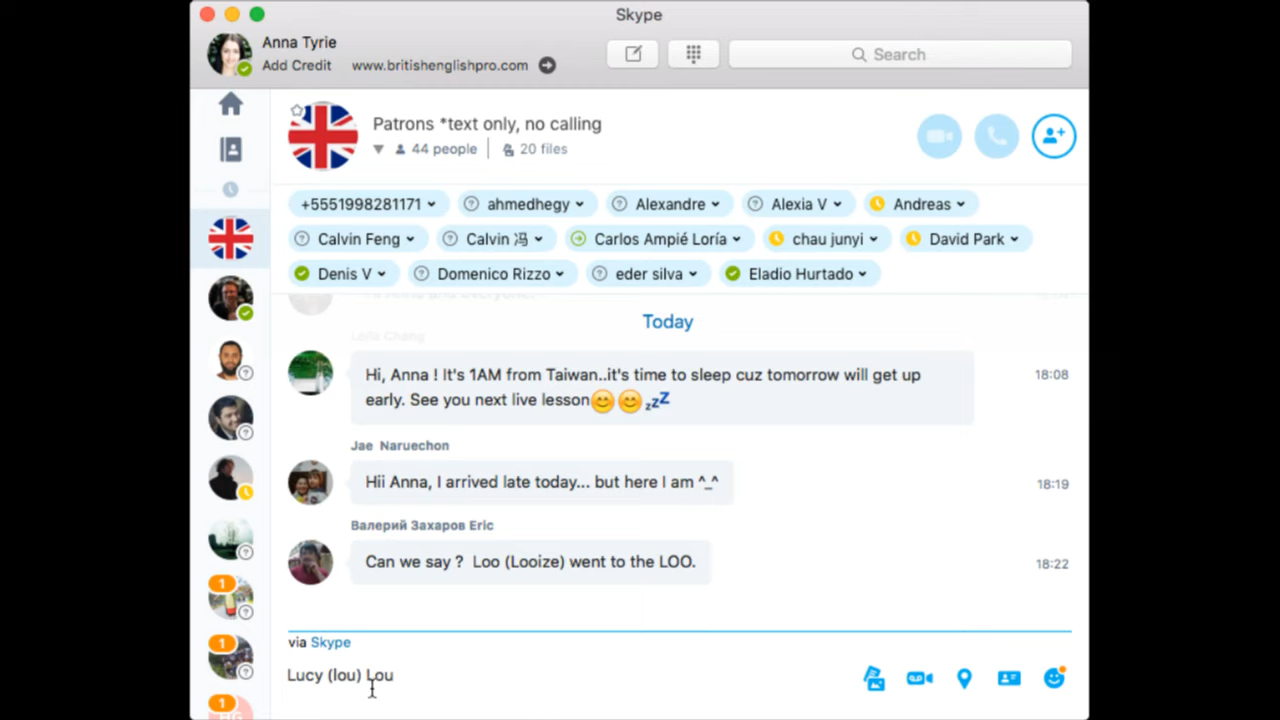 Skype
Anna Tyrie
Add Credit www.britishenglishpro.com
Search
Patrons *text only, no calling
44 people 20 files
+5551998281171 ahmedhegy Alexandre Alexia V Andreas
Calvin Feng Calvin 冯 Carlos Ampié Loría chau junyi David Park
Denis V Domenico Rizzo eder silva Eladio Hurtado
Today
Hi, Anna ! It's 1AM from Taiwan..it's time to sleep cuz tomorrow will get up 18:08
early. See you next live lesson zzZ
Jae Naruechon
Hii Anna, I arrived late today... but here I am ^_^ 18:19
Валерий Захаров Eric
Can we say ? Loo (Looize) went to the LOO. 18:22
1
via Skype
1
Lucy (lou) Lou
1